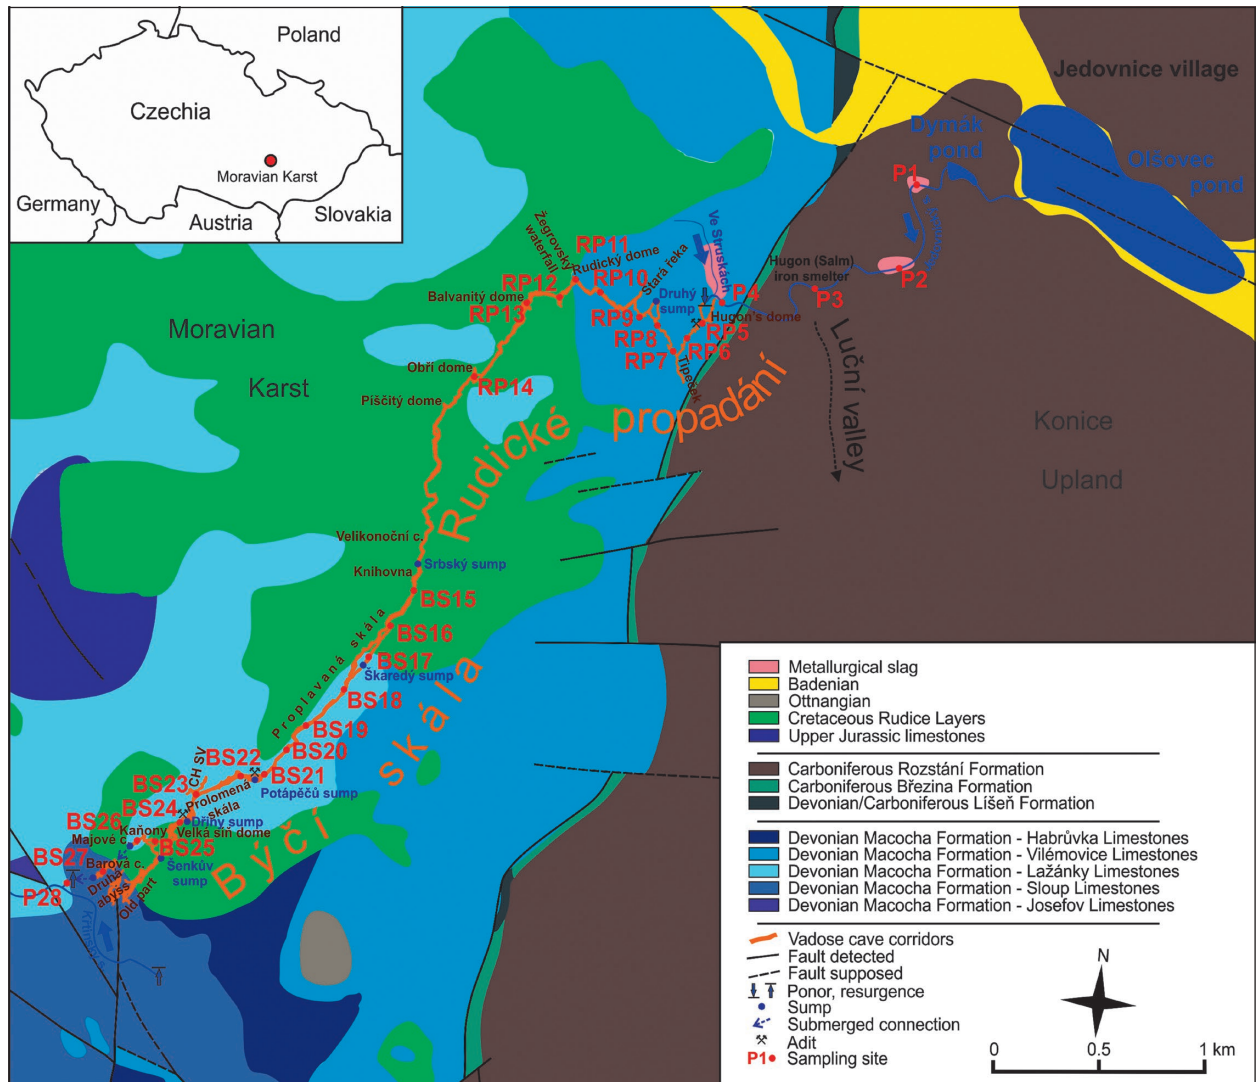 Poland
Czechia
Moravian Karst
Germany
Austria
Slovakia
Jedovnice village
Dymák
pond
Olšovec
pond
P1
P2
P3
P4
Hugon (Salm)
iron smelter
Ve Struskách
Žegrovský
waterfall
RP11
Rudický dome
Stará řeka
RP12
RP10
Balvanitý dome
RP13
Druhý
sump
Hugon's dome
RP9
RP5
RP8
RP6
RP7
Tipeček
Moravian
Karst
Obří dome
RP14
Píščitý dome
Rudické propadání
Luční valley
Konice
Upland
Velikonoční c.
Srbský sump
Knihovna
BS15
BS16
Proplavaná skála
BS17
Škaredý sump
BS18
BS19
BS20
BS21
BS22
Potápěčů sump
CH SV
BS23
Prolomená
skála
BS24
Dřiny sump
Velká síň dome
BS26
Kaňony
Majové c.
BS25
Šenkův
sump
BS27
Barová c.
Druhá
abyss
Old part
P28
Býčí skála
Metallurgical slag
Badenian
Ottnangian
Cretaceous Rudice Layers
Upper Jurassic limestones
Carboniferous Rozstání Formation
Carboniferous Březina Formation
Devonian/Carboniferous Líšeň Formation
Devonian Macocha Formation - Habrůvka Limestones
Devonian Macocha Formation - Vilémovice Limestones
Devonian Macocha Formation - Lažánky Limestones
Devonian Macocha Formation - Sloup Limestones
Devonian Macocha Formation - Josefov Limestones
Vadose cave corridors
Fault detected
Fault supposed
Ponor, resurgence
Sump
Submerged connection
Adit
P1 Sampling site
N
0 0.5 1 km